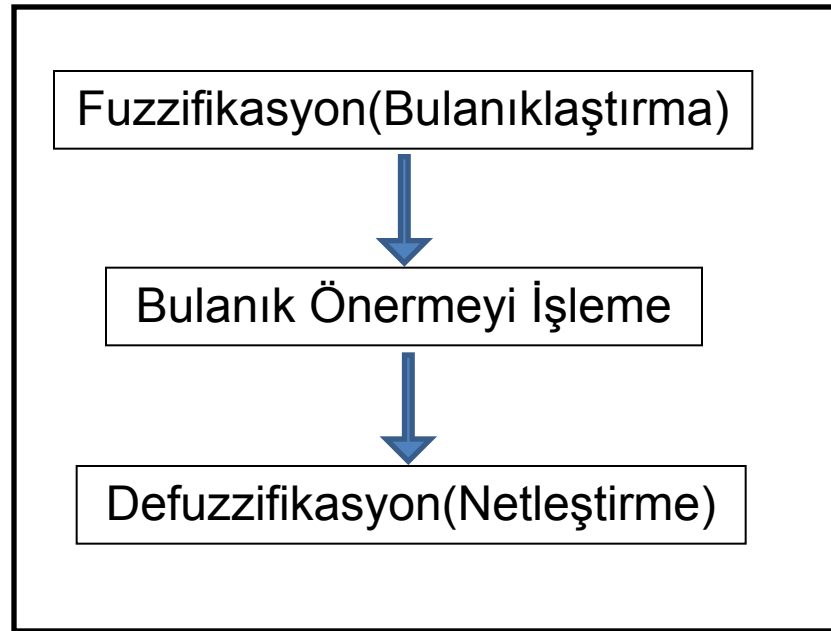 Fuzzifikasyon(Bulanıklaştırma)
Bulanık Önermeyi İşleme
Defuzzifikasyon(Netleştirme)